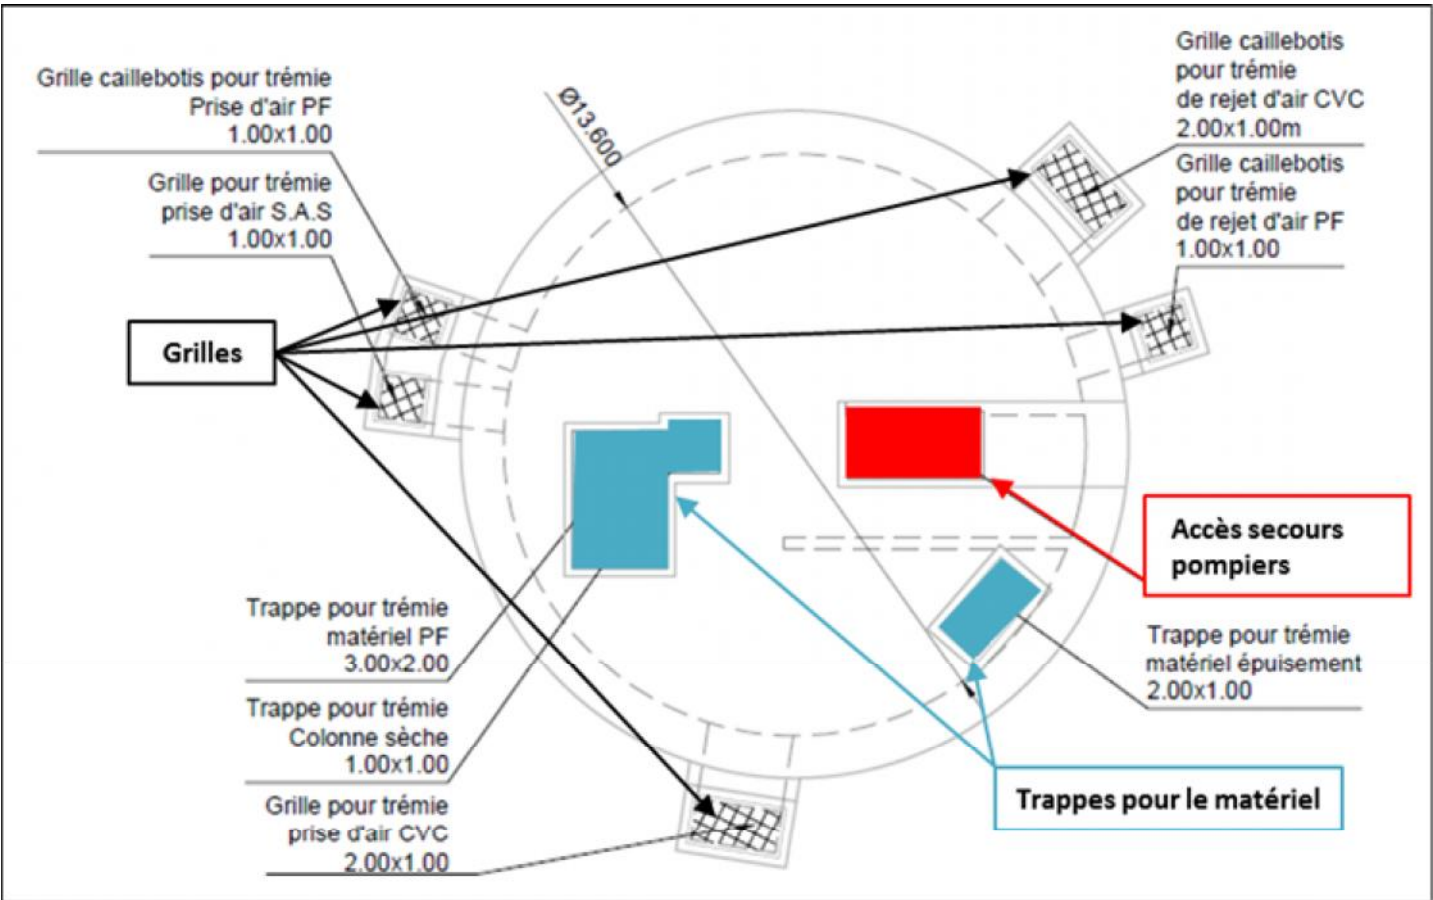 Grille caillebotis pour trémie
Prise d'air PF
1.00x1.00
Grille pour trémie
prise d'air S.A.S
1.00x1.00
Grilles
Ø13.600
Grille caillebotis
pour trémie
de rejet d'air CVC
2.00x1.00m
Grille caillebotis
pour trémie
de rejet d'air PF
1.00x1.00
Accès secours
pompiers
Trappe pour trémie
matériel épuisement
2.00x1.00
Trappes pour le matériel
Trappe pour trémie
matériel PF
3.00x2.00
Trappe pour trémie
Colonne sèche
1.00x1.00
Grille pour trémie
prise d'air CVC
2.00x1.00